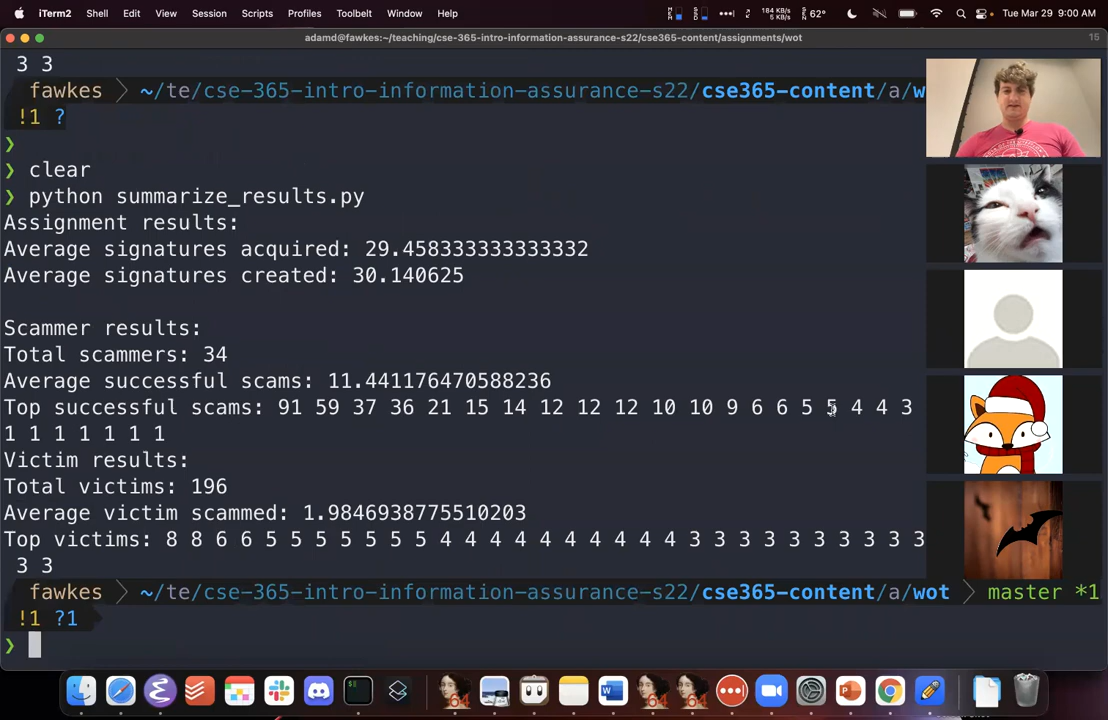 iTerm2 Shell Edit View Session Scripts Profiles Toolbelt Window Help 184 KB/s 5 KB/s 62° Tue Mar 29 9:00 AM
adamd@fawkes:~/teaching/cse-365-intro-information-assurance-s22/cse365-content/assignments/wot 15
3 3
fawkes ~/te/cse-365-intro-information-assurance-s22/cse365-content/a/w
!1 ?
❯
❯ clear
❯ python summarize_results.py
Assignment results:
Average signatures acquired: 29.458333333333332
Average signatures created: 30.140625
Scammer results:
Total scammers: 34
Average successful scams: 11.441176470588236
Top successful scams: 91 59 37 36 21 15 14 12 12 12 10 10 9 6 6 5 5 4 4 3
1 1 1 1 1 1 1
Victim results:
Total victims: 196
Average victim scammed: 1.9846938775510203
Top victims: 8 8 6 6 5 5 5 5 5 5 5 4 4 4 4 4 4 4 4 4 4 3 3 3 3 3 3 3 3 3 3
3 3
fawkes ~/te/cse-365-intro-information-assurance-s22/cse365-content/a/wot master *1
!1 ?1
❯